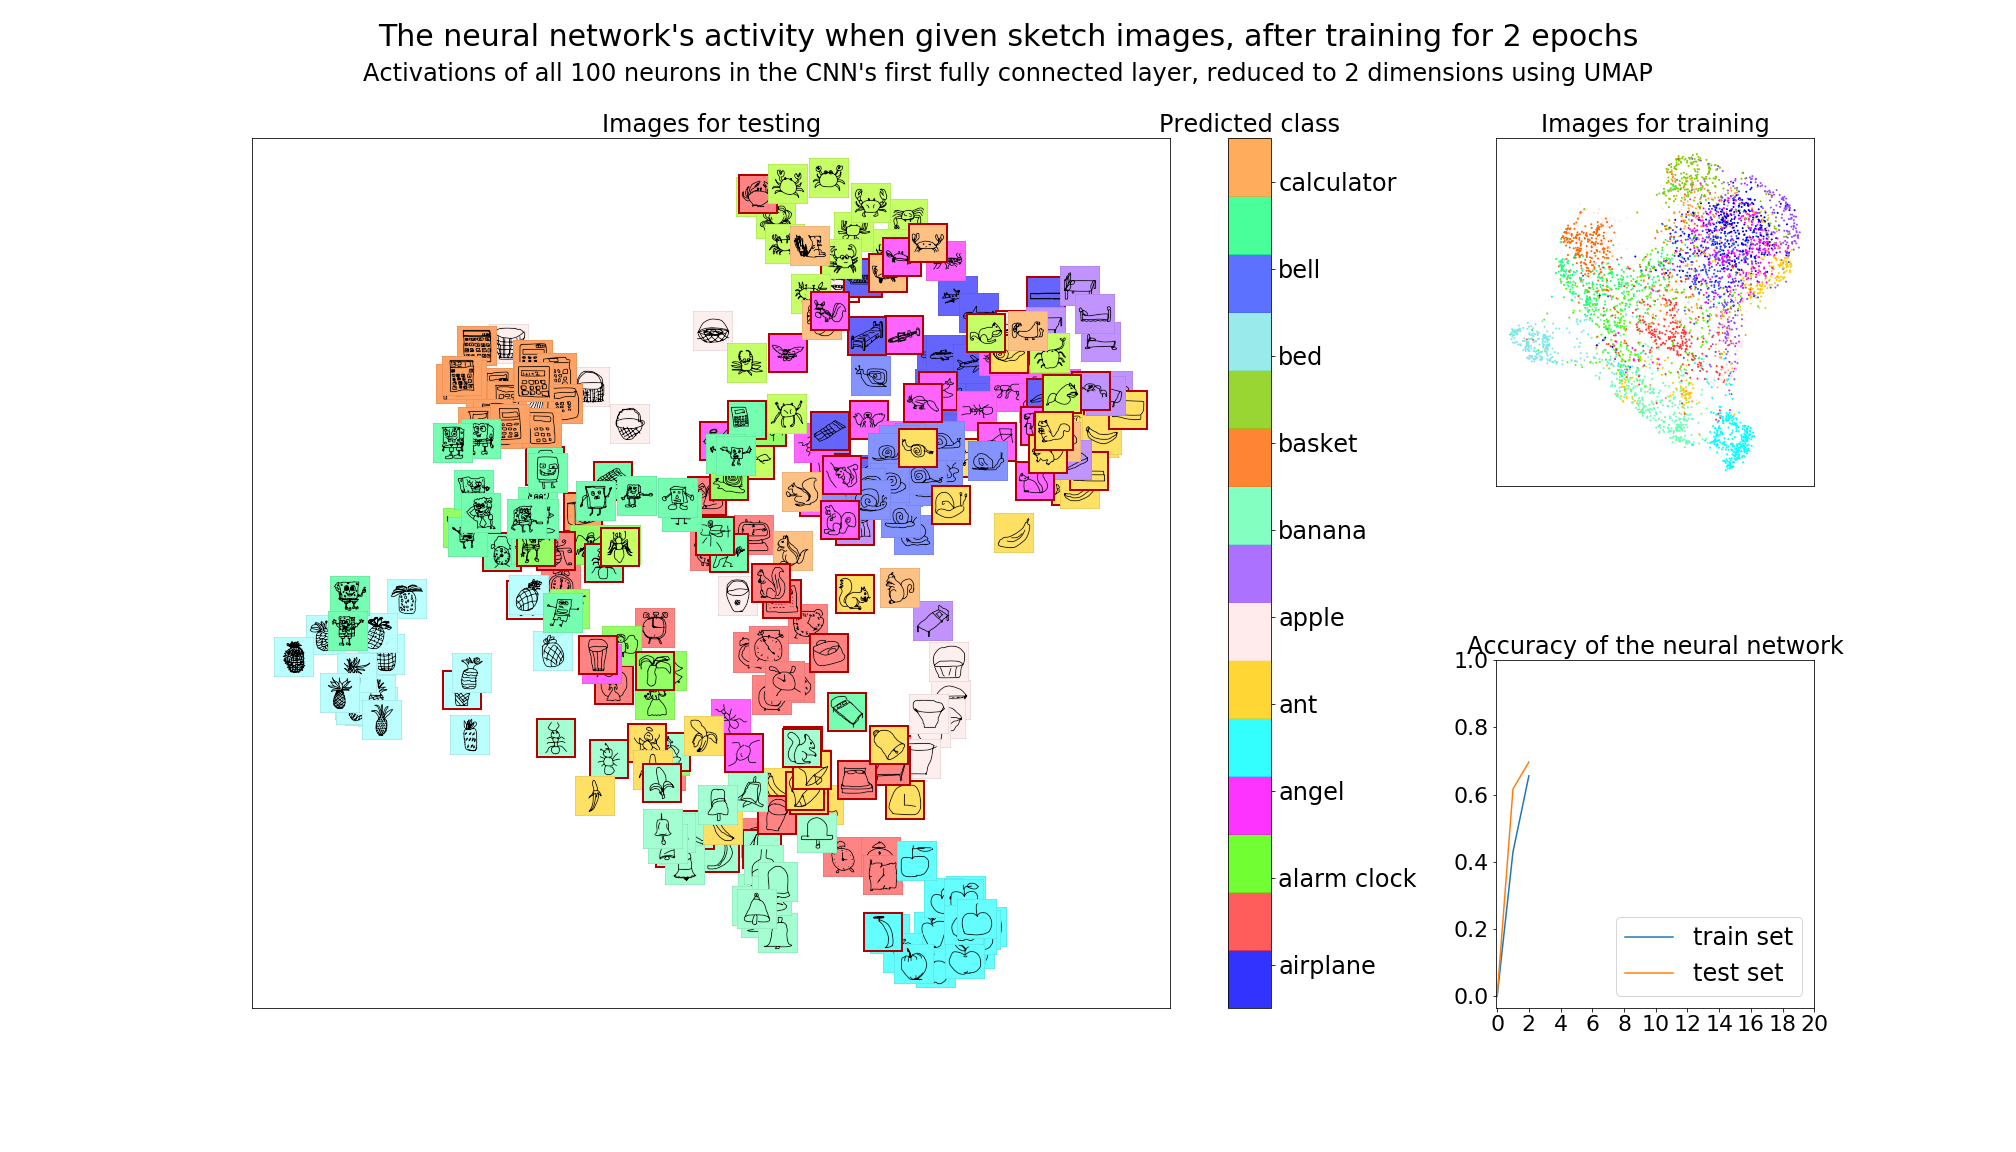 The neural network's activity when given sketch images, after training for 2 epochs
Activations of all 100 neurons in the CNN's first fully connected layer, reduced to 2 dimensions using UMAP
Images for testing
Predicted class
calculator
bell
bed
basket
banana
apple
ant
angel
alarm clock
airplane
Images for training
Accuracy of the neural network
1.0
0.8
0.6
0.4
0.2
0.0
train set
test set
0 2 4 6 8 10 12 14 16 18 20